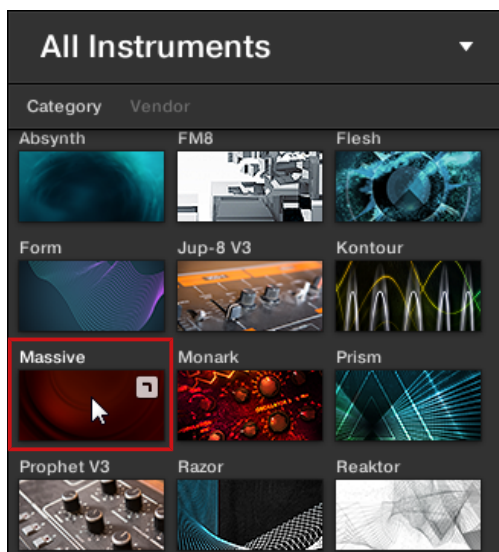 All Instruments
Category Vendor
Absynth FM8 Flesh
Form Jup-8 V3 Kontour
Massive Monark Prism
Prophet V3 Razor Reaktor